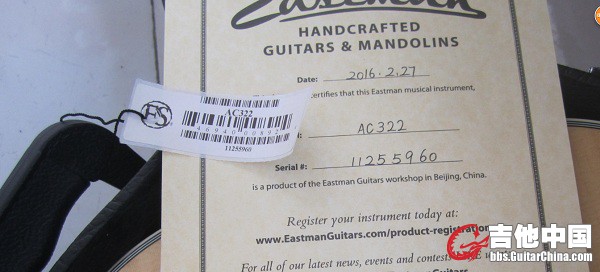 Eastman
HANDCRAFTED
GUITARS & MANDOLINS
Date: 2016.2.27
certifies that this Eastman musical instrument,
AC322
Serial #: 11255960
is a product of the Eastman Guitars workshop in Beijing, China.
Register your instrument today at:
www.EastmanGuitars.com/product-registration
For all of our latest news, events and contests
Guitars
ES
AC322
11255960
吉他中国
bbs.GuitarChina.com